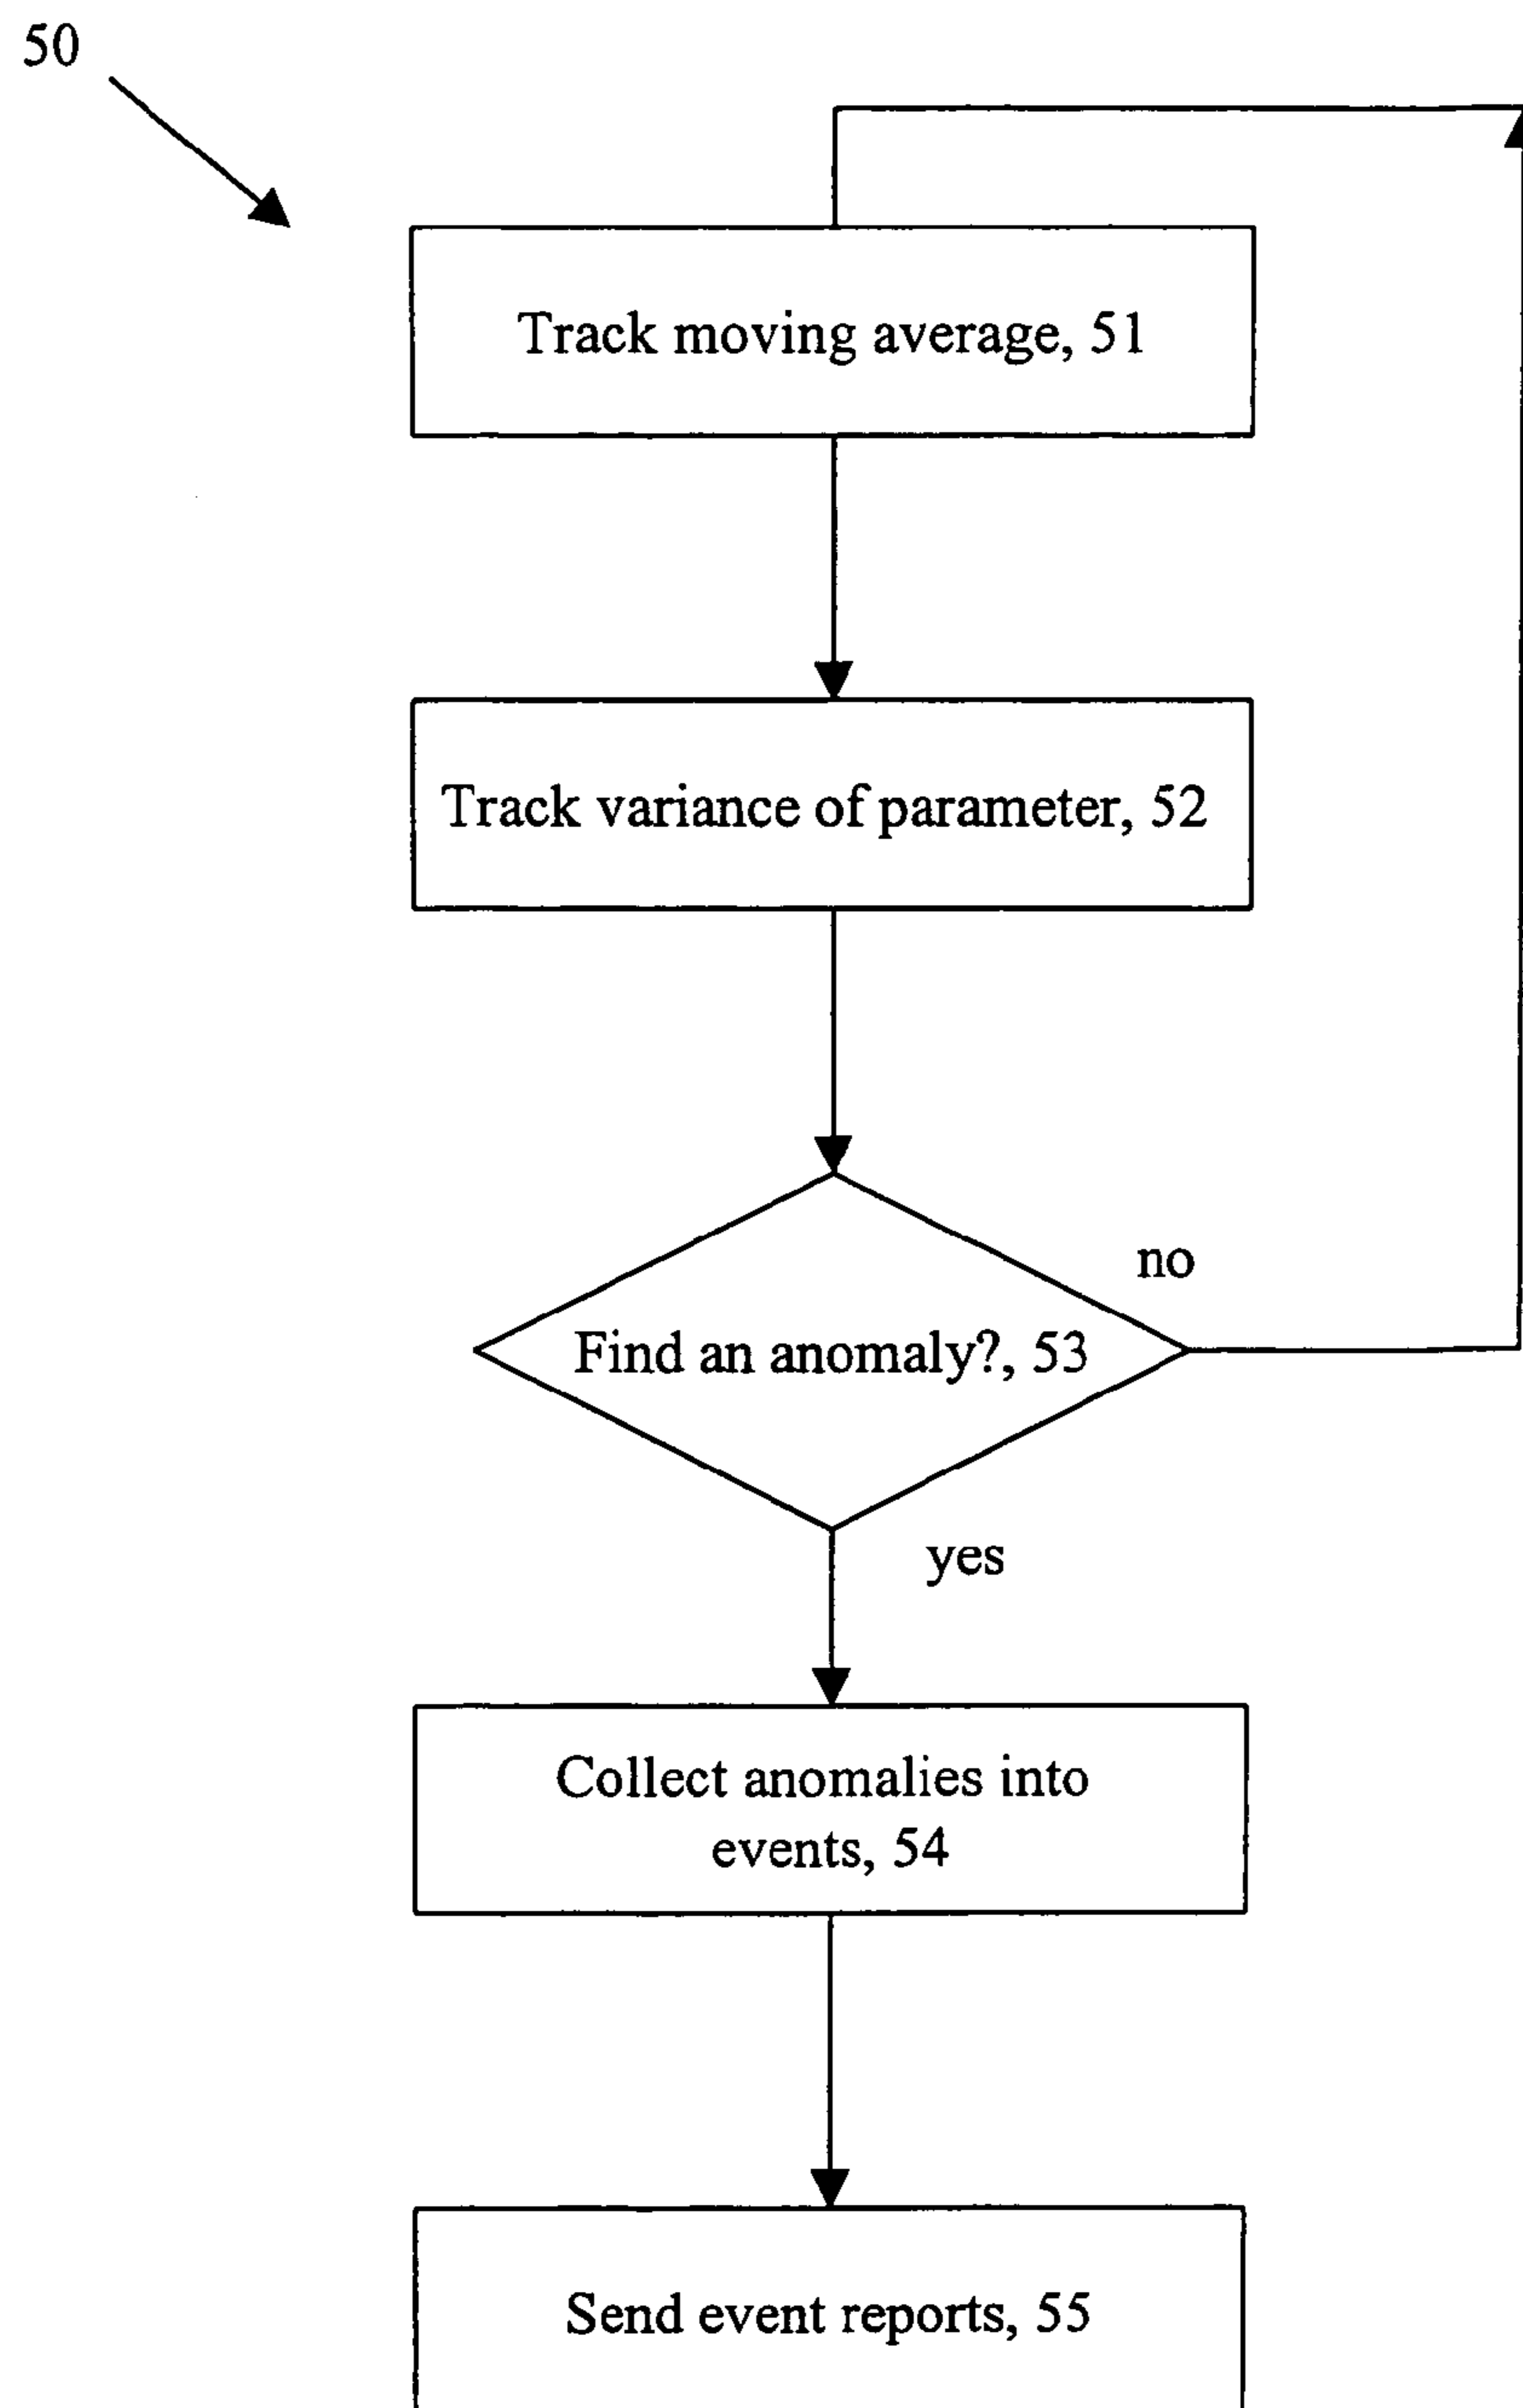 50
Track moving average, 51
Track variance of parameter, 52
no
Find an anomaly?, 53
yes
Collect anomalies into
events, 54
Send event reports, 55